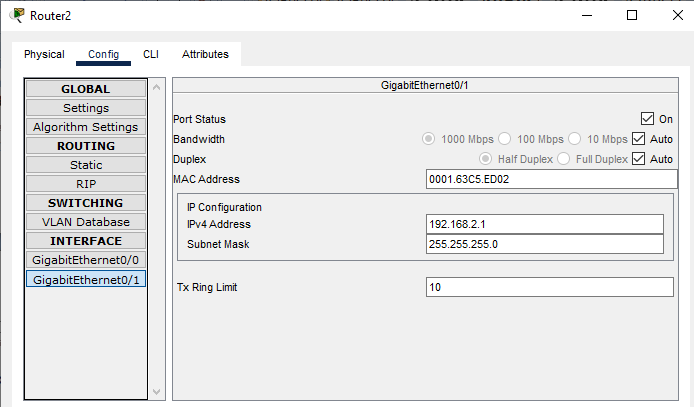 Router2
Physical Config CLI Attributes
GLOBAL
Settings
Algorithm Settings
ROUTING
Static
RIP
SWITCHING
VLAN Database
INTERFACE
GigabitEthernet0/0
GigabitEthernet0/1
GigabitEthernet0/1
Port Status On
Bandwidth 1000 Mbps 100 Mbps 10 Mbps Auto
Duplex Half Duplex Full Duplex Auto
MAC Address 0001.63C5.ED02
IP Configuration
IPv4 Address 192.168.2.1
Subnet Mask 255.255.255.0
Tx Ring Limit 10